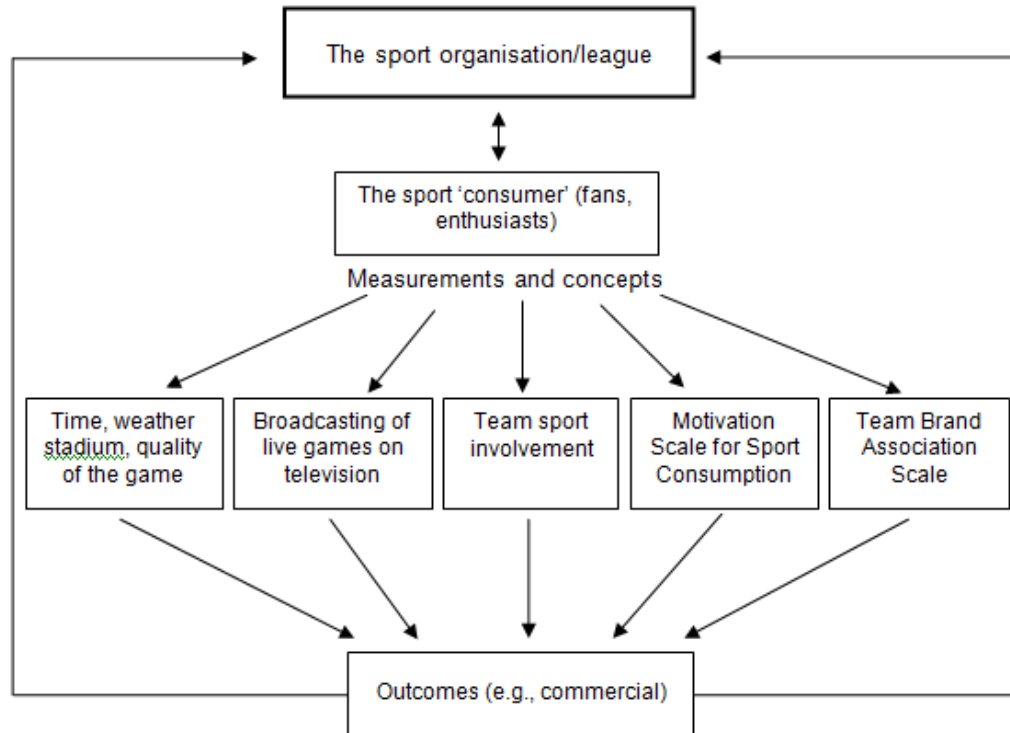 The sport organisation/league
The sport ‘consumer’ (fans,
enthusiasts)
Measurements and concepts
Time, weather
stadium, quality
of the game
Broadcasting of
live games on
television
Team sport
involvement
Motivation
Scale for Sport
Consumption
Team Brand
Association
Scale
Outcomes (e.g., commercial)